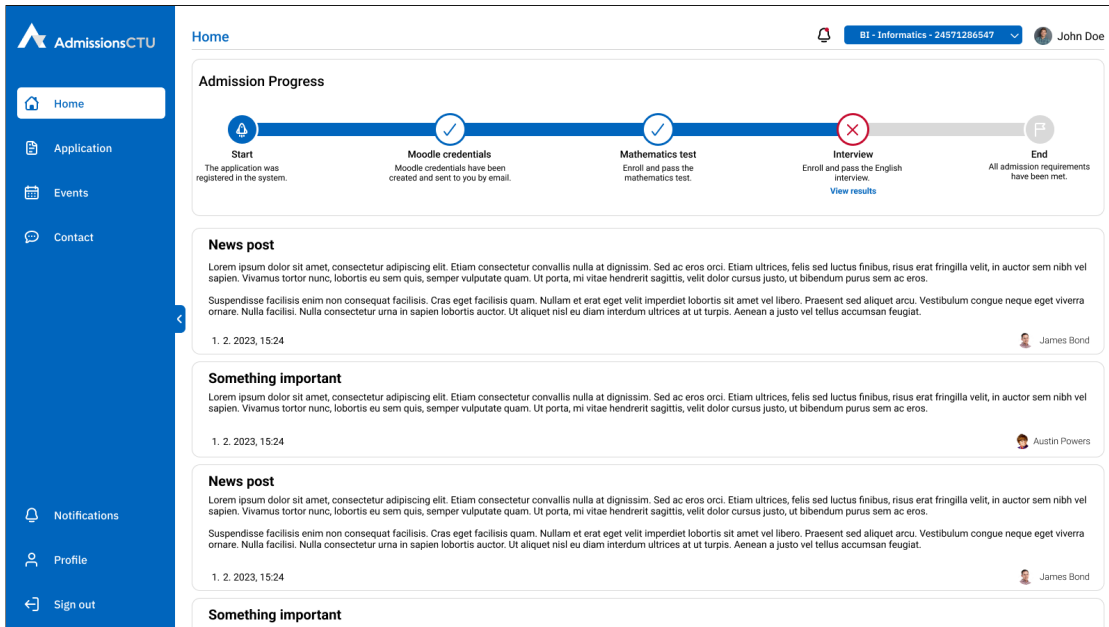 AdmissionsCTU
Home
Application
Events
Contact
Notifications
Profile
Sign out
Home
BI - Informatics - 24571286547
John Doe
Admission Progress
Start
The application was
registered in the system.
Moodle credentials
Moodle credentials have been
created and sent to you by email.
Mathematics test
Enroll and pass the
mathematics test.
Interview
Enroll and pass the English
interview.
View results
End
All admission requirements
have been met.
News post
Lorem ipsum dolor sit amet, consectetur adipiscing elit. Etiam consectetur convallis nulla at dignissim. Sed ac eros orci. Etiam ultrices, felis sed luctus finibus, risus erat fringilla velit, in auctor sem nibh vel
sapien. Vivamus tortor nunc, lobortis eu sem quis, semper vulputate quam. Ut porta, mi vitae hendrerit sagittis, velit dolor cursus justo, ut bibendum purus sem ac eros.
Suspendisse facilisis enim non consequat facilisis. Cras eget facilisis quam. Nullam et erat eget velit imperdiet lobortis sit amet vel libero. Praesent sed aliquet arcu. Vestibulum congue neque eget viverra
ornare. Nulla facilisi. Nulla consectetur urna in sapien lobortis auctor. Ut aliquet nisl eu diam interdum ultrices at ut turpis. Aenean a justo vel tellus accumsan feugiat.
1. 2. 2023, 15:24
James Bond
Something important
Lorem ipsum dolor sit amet, consectetur adipiscing elit. Etiam consectetur convallis nulla at dignissim. Sed ac eros orci. Etiam ultrices, felis sed luctus finibus, risus erat fringilla velit, in auctor sem nibh vel
sapien. Vivamus tortor nunc, lobortis eu sem quis, semper vulputate quam. Ut porta, mi vitae hendrerit sagittis, velit dolor cursus justo, ut bibendum purus sem ac eros.
1. 2. 2023, 15:24
Austin Powers
News post
Lorem ipsum dolor sit amet, consectetur adipiscing elit. Etiam consectetur convallis nulla at dignissim. Sed ac eros orci. Etiam ultrices, felis sed luctus finibus, risus erat fringilla velit, in auctor sem nibh vel
sapien. Vivamus tortor nunc, lobortis eu sem quis, semper vulputate quam. Ut porta, mi vitae hendrerit sagittis, velit dolor cursus justo, ut bibendum purus sem ac eros.
Suspendisse facilisis enim non consequat facilisis. Cras eget facilisis quam. Nullam et erat eget velit imperdiet lobortis sit amet vel libero. Praesent sed aliquet arcu. Vestibulum congue neque eget viverra
ornare. Nulla facilisi. Nulla consectetur urna in sapien lobortis auctor. Ut aliquet nisl eu diam interdum ultrices at ut turpis. Aenean a justo vel tellus accumsan feugiat.
1. 2. 2023, 15:24
James Bond
Something important